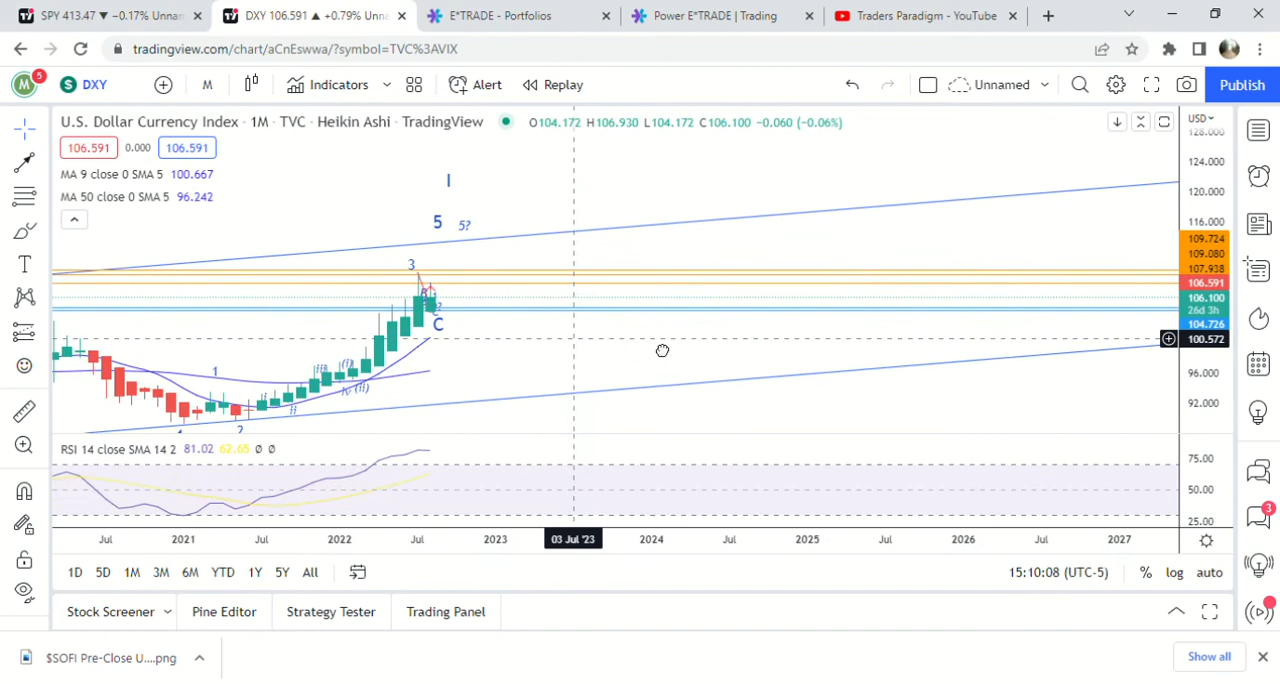 SPY 413.47 ▼ −0.17% Unnan
DXY 106.591 ▲ +0.79% Unna
E*TRADE - Portfolios
Power E*TRADE | Trading
Traders Paradigm - YouTube
tradingview.com/chart/aCnEswwa/?symbol=TVC%3AVIX
M 5
S DXY
M
Indicators
Alert
Replay
Unnamed
Publish
U.S. Dollar Currency Index · 1M · TVC · Heikin Ashi · TradingView
O104.172 H106.930 L104.172 C106.100 −0.060 (−0.06%)
USD
106.591 0.000 106.591
MA 9 close 0 SMA 5 100.667
MA 50 close 0 SMA 5 96.242
128.000
124.000
120.000
116.000
109.724
109.080
107.938
106.591
106.100
26d 3h
104.726
100.572
96.000
92.000
I
5 5?
3
C
1
iii (i)
iv (ii)
i
ii
2
RSI 14 close SMA 14 2 81.02 62.65 Ø Ø
75.00
50.00
25.00
Jul 2021 Jul 2022 Jul 2023 03 Jul '23 2024 Jul 2025 Jul 2026 Jul 2027
1D 5D 1M 3M 6M YTD 1Y 5Y All
15:10:08 (UTC-5) % log auto
Stock Screener Pine Editor Strategy Tester Trading Panel
3
$SOFI Pre-Close U....png
Show all